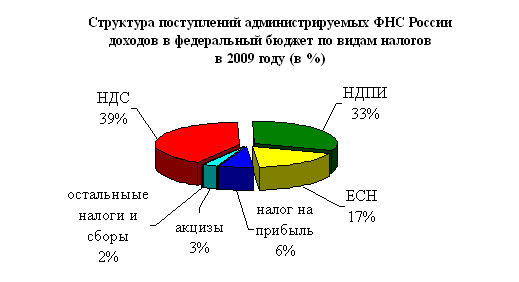 Структура поступлений администрируемых ФНС России
доходов в федеральный бюджет по видам налогов
в 2009 году (в %)
НДС
39%
НДПИ
33%
ЕСН
17%
налог на
прибыль
6%
акцизы
3%
остальныые
налоги и
сборы
2%